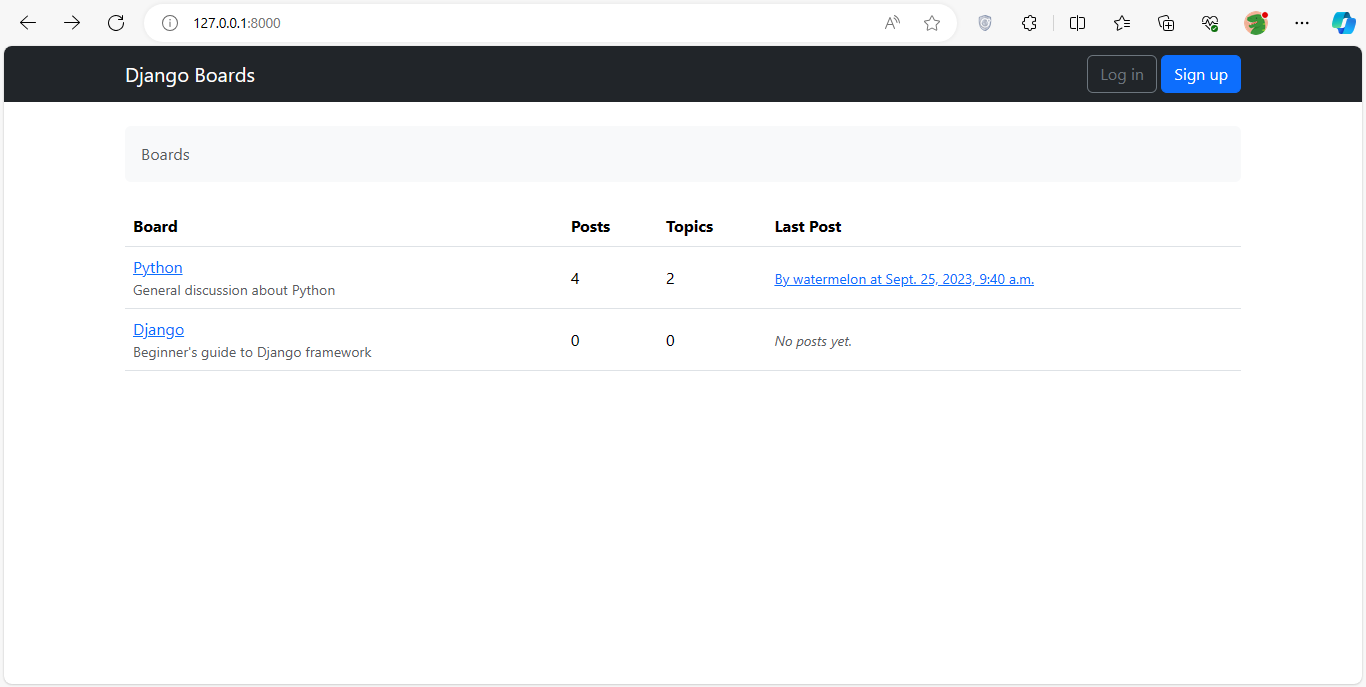 127.0.0.1:8000
Django Boards Log in Sign up
Boards
Board Posts Topics Last Post
Python
General discussion about Python
4 2 By watermelon at Sept. 25, 2023, 9:40 a.m.
Django
Beginner's guide to Django framework
0 0 No posts yet.